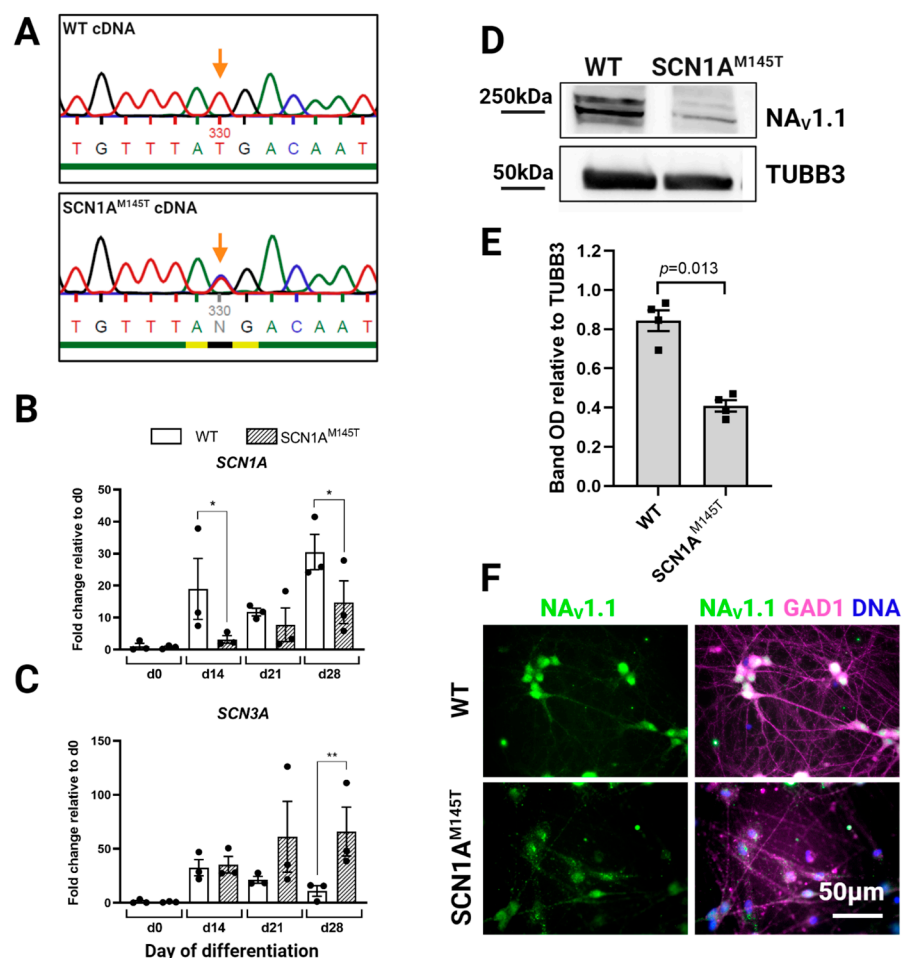 A
WT cDNA
330
T G T T T A T G A C A A T
SCN1A^M145T cDNA
330
T G T T T A N G A C A A T
B
WT SCN1A^M145T
SCN1A
Fold change relative to d0
50
40
30
20
10
0
* *
d0 d14 d21 d28
C
SCN3A
Fold change relative to d0
150
100
50
0
**
d0 d14 d21 d28
Day of differentiation
D
WT SCN1A^M145T
250kDa
NAV1.1
50kDa
TUBB3
E
Band OD relative to TUBB3
1.2
1.0
0.8
0.6
0.4
0.2
0.0
p=0.013
WT
SCN1A^M145T
F
NAV1.1 NAV1.1 GAD1 DNA
WT
SCN1A^M145T
50µm